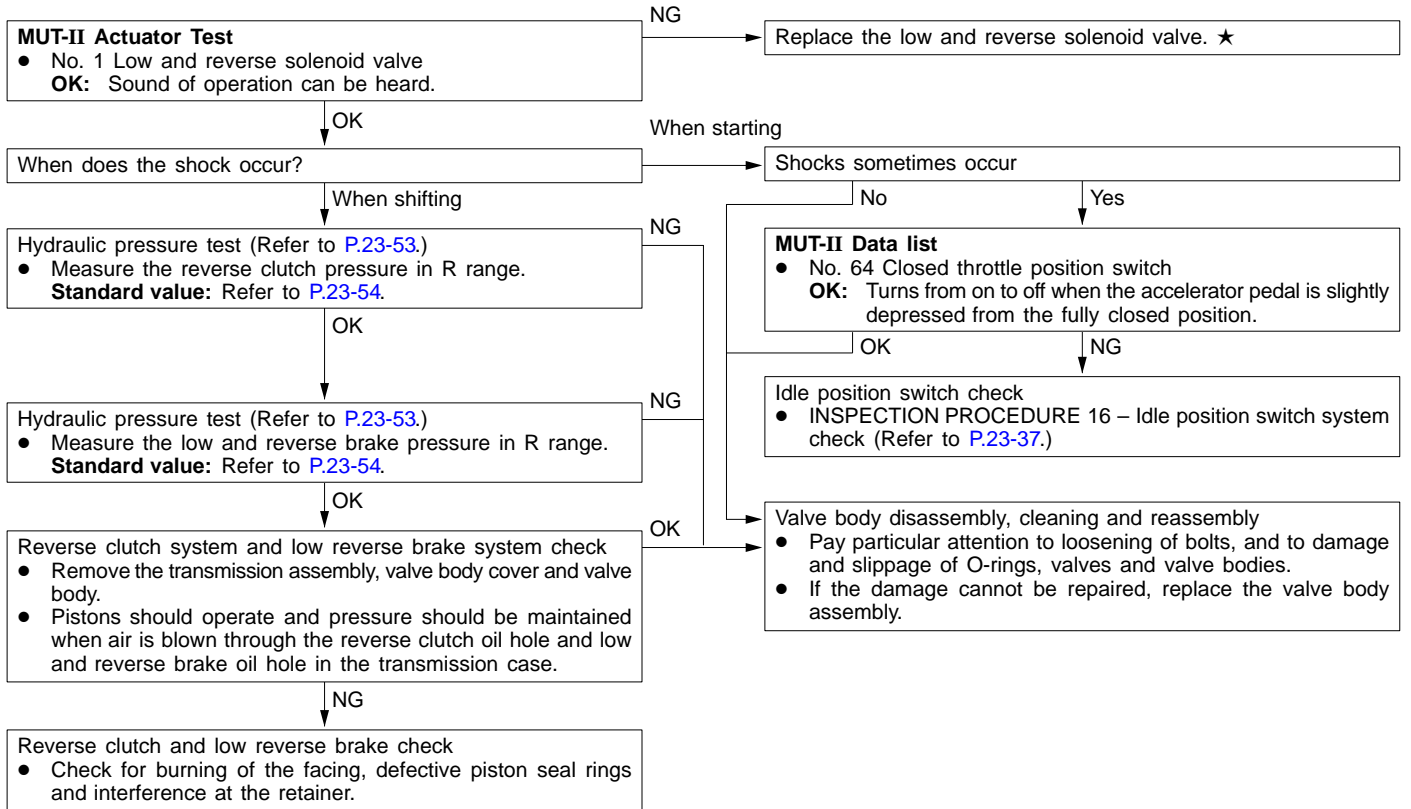 MUT-II Actuator Test
● No. 1 Low and reverse solenoid valve
OK: Sound of operation can be heard.
NG
Replace the low and reverse solenoid valve. ★
OK
When does the shock occur?
When starting
Shocks sometimes occur
When shifting
No
Yes
Hydraulic pressure test (Refer to P.23-53.)
● Measure the reverse clutch pressure in R range.
Standard value: Refer to P.23-54.
NG
MUT-II Data list
● No. 64 Closed throttle position switch
OK: Turns from on to off when the accelerator pedal is slightly
depressed from the fully closed position.
OK
OK
NG
Idle position switch check
● INSPECTION PROCEDURE 16 – Idle position switch system
check (Refer to P.23-37.)
Hydraulic pressure test (Refer to P.23-53.)
● Measure the low and reverse brake pressure in R range.
Standard value: Refer to P.23-54.
NG
OK
Reverse clutch system and low reverse brake system check
● Remove the transmission assembly, valve body cover and valve
body.
● Pistons should operate and pressure should be maintained
when air is blown through the reverse clutch oil hole and low
and reverse brake oil hole in the transmission case.
OK
Valve body disassembly, cleaning and reassembly
● Pay particular attention to loosening of bolts, and to damage
and slippage of O-rings, valves and valve bodies.
● If the damage cannot be repaired, replace the valve body
assembly.
NG
Reverse clutch and low reverse brake check
● Check for burning of the facing, defective piston seal rings
and interference at the retainer.